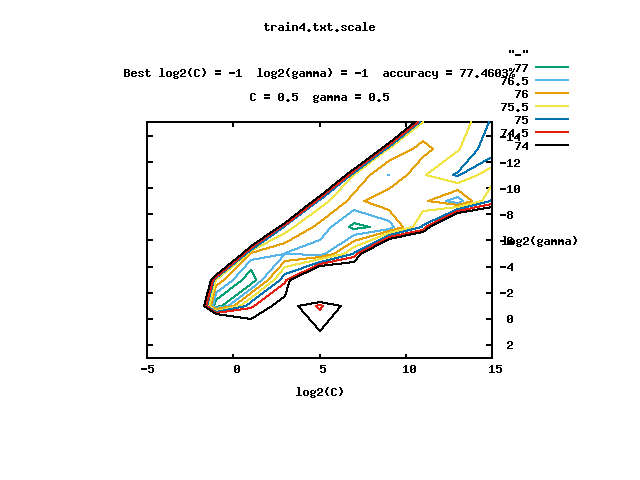 train4.txt.scale
"-"
Best log2(C) = -1  log2(gamma) = -1  accuracy = 77.4603%
77
76.5
C = 0.5  gamma = 0.5
76
75.5
75
74.5
74
-14
-12
-10
-8
-6
log2(gamma)
-4
-2
0
2
-5 0 5 10 15
log2(C)